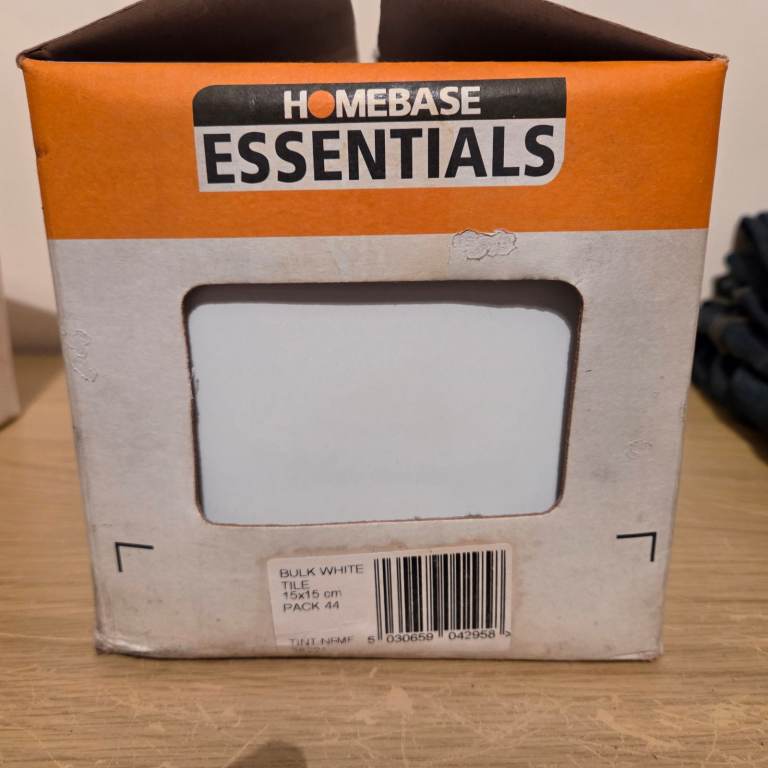 HOMEBASE
ESSENTIALS
BULK WHITE
TILE
15x15 cm
PACK 44
5 030659 042958 >